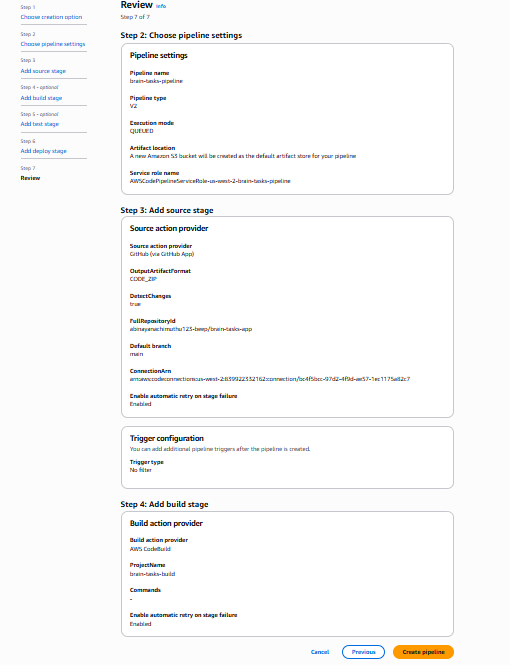 Step 1
Choose creation option
Step 2
Choose pipeline settings
Step 3
Add source stage
Step 4 - optional
Add build stage
Step 5 - optional
Add test stage
Step 6
Add deploy stage
Step 7
Review
Review Info
Step 7 of 7
Step 2: Choose pipeline settings
Pipeline settings
Pipeline name
brain-tasks-pipeline
Pipeline type
V2
Execution mode
QUEUED
Artifact location
A new Amazon S3 bucket will be created as the default artifact store for your pipeline
Service role name
AWSCodePipelineServiceRole-us-west-2-brain-tasks-pipeline
Step 3: Add source stage
Source action provider
Source action provider
GitHub (via GitHub App)
OutputArtifactFormat
CODE_ZIP
DetectChanges
true
FullRepositoryId
abinayanachimuthu123-beep/brain-tasks-app
Default branch
main
ConnectionArn
arn:aws:codeconnections:us-west-2:839922332162:connection/bc4f5bcc-97d2-4f9d-ae57-1ec1175a82c7
Enable automatic retry on stage failure
Enabled
Trigger configuration
You can add additional pipeline triggers after the pipeline is created.
Trigger type
No filter
Step 4: Add build stage
Build action provider
Build action provider
AWS CodeBuild
ProjectName
brain-tasks-build
Commands
-
Enable automatic retry on stage failure
Enabled
Cancel
Previous
Create pipeline